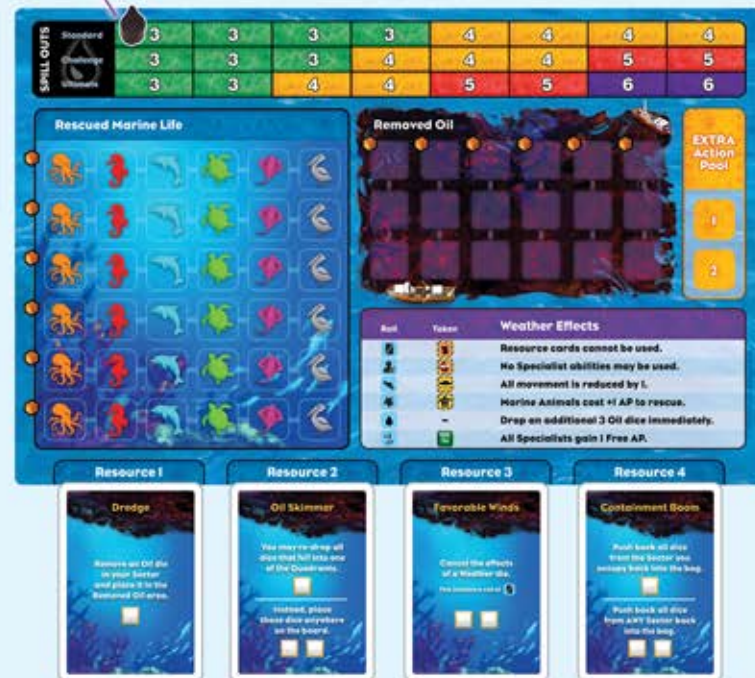 SPILL OUTS
Standard 3 3 3 3 4 4 4 4
Challenge 3 3 3 4 4 4 5 5
Ultimate 3 3 4 4 5 5 6 6
Rescued Marine Life
Removed Oil
EXTRA
Action
Pool
1
2
Roll Token Weather Effects
Resource cards cannot be used.
No Specialist abilities may be used.
All movement is reduced by 1.
Marine Animals cost +1 AP to rescue.
– Drop an additional 3 Oil dice immediately.
All Specialists gain 1 Free AP.
Resource 1
Dredge
Remove an Oil die
in your Sector
and place it in the
Removed Oil area.
Resource 2
Oil Skimmer
You may re-drop all
dice that fall into one
of the Quadrants.
Instead, place
those dice anywhere
on the board.
Resource 3
Favorable Winds
Cancel the effects
of a Weather die.
Resource 4
Containment Boom
Push back all dice
from the Sector you
occupy back into the bag.
Push back all dice
from ANY Sector back
into the bag.